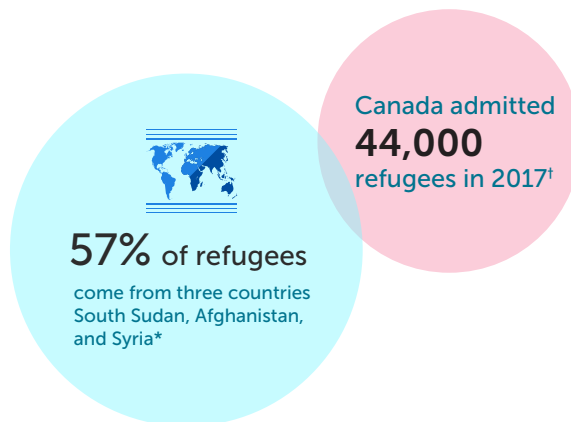 Canada admitted
44,000
refugees in 2017†
57% of refugees
come from three countries
South Sudan, Afghanistan,
and Syria*